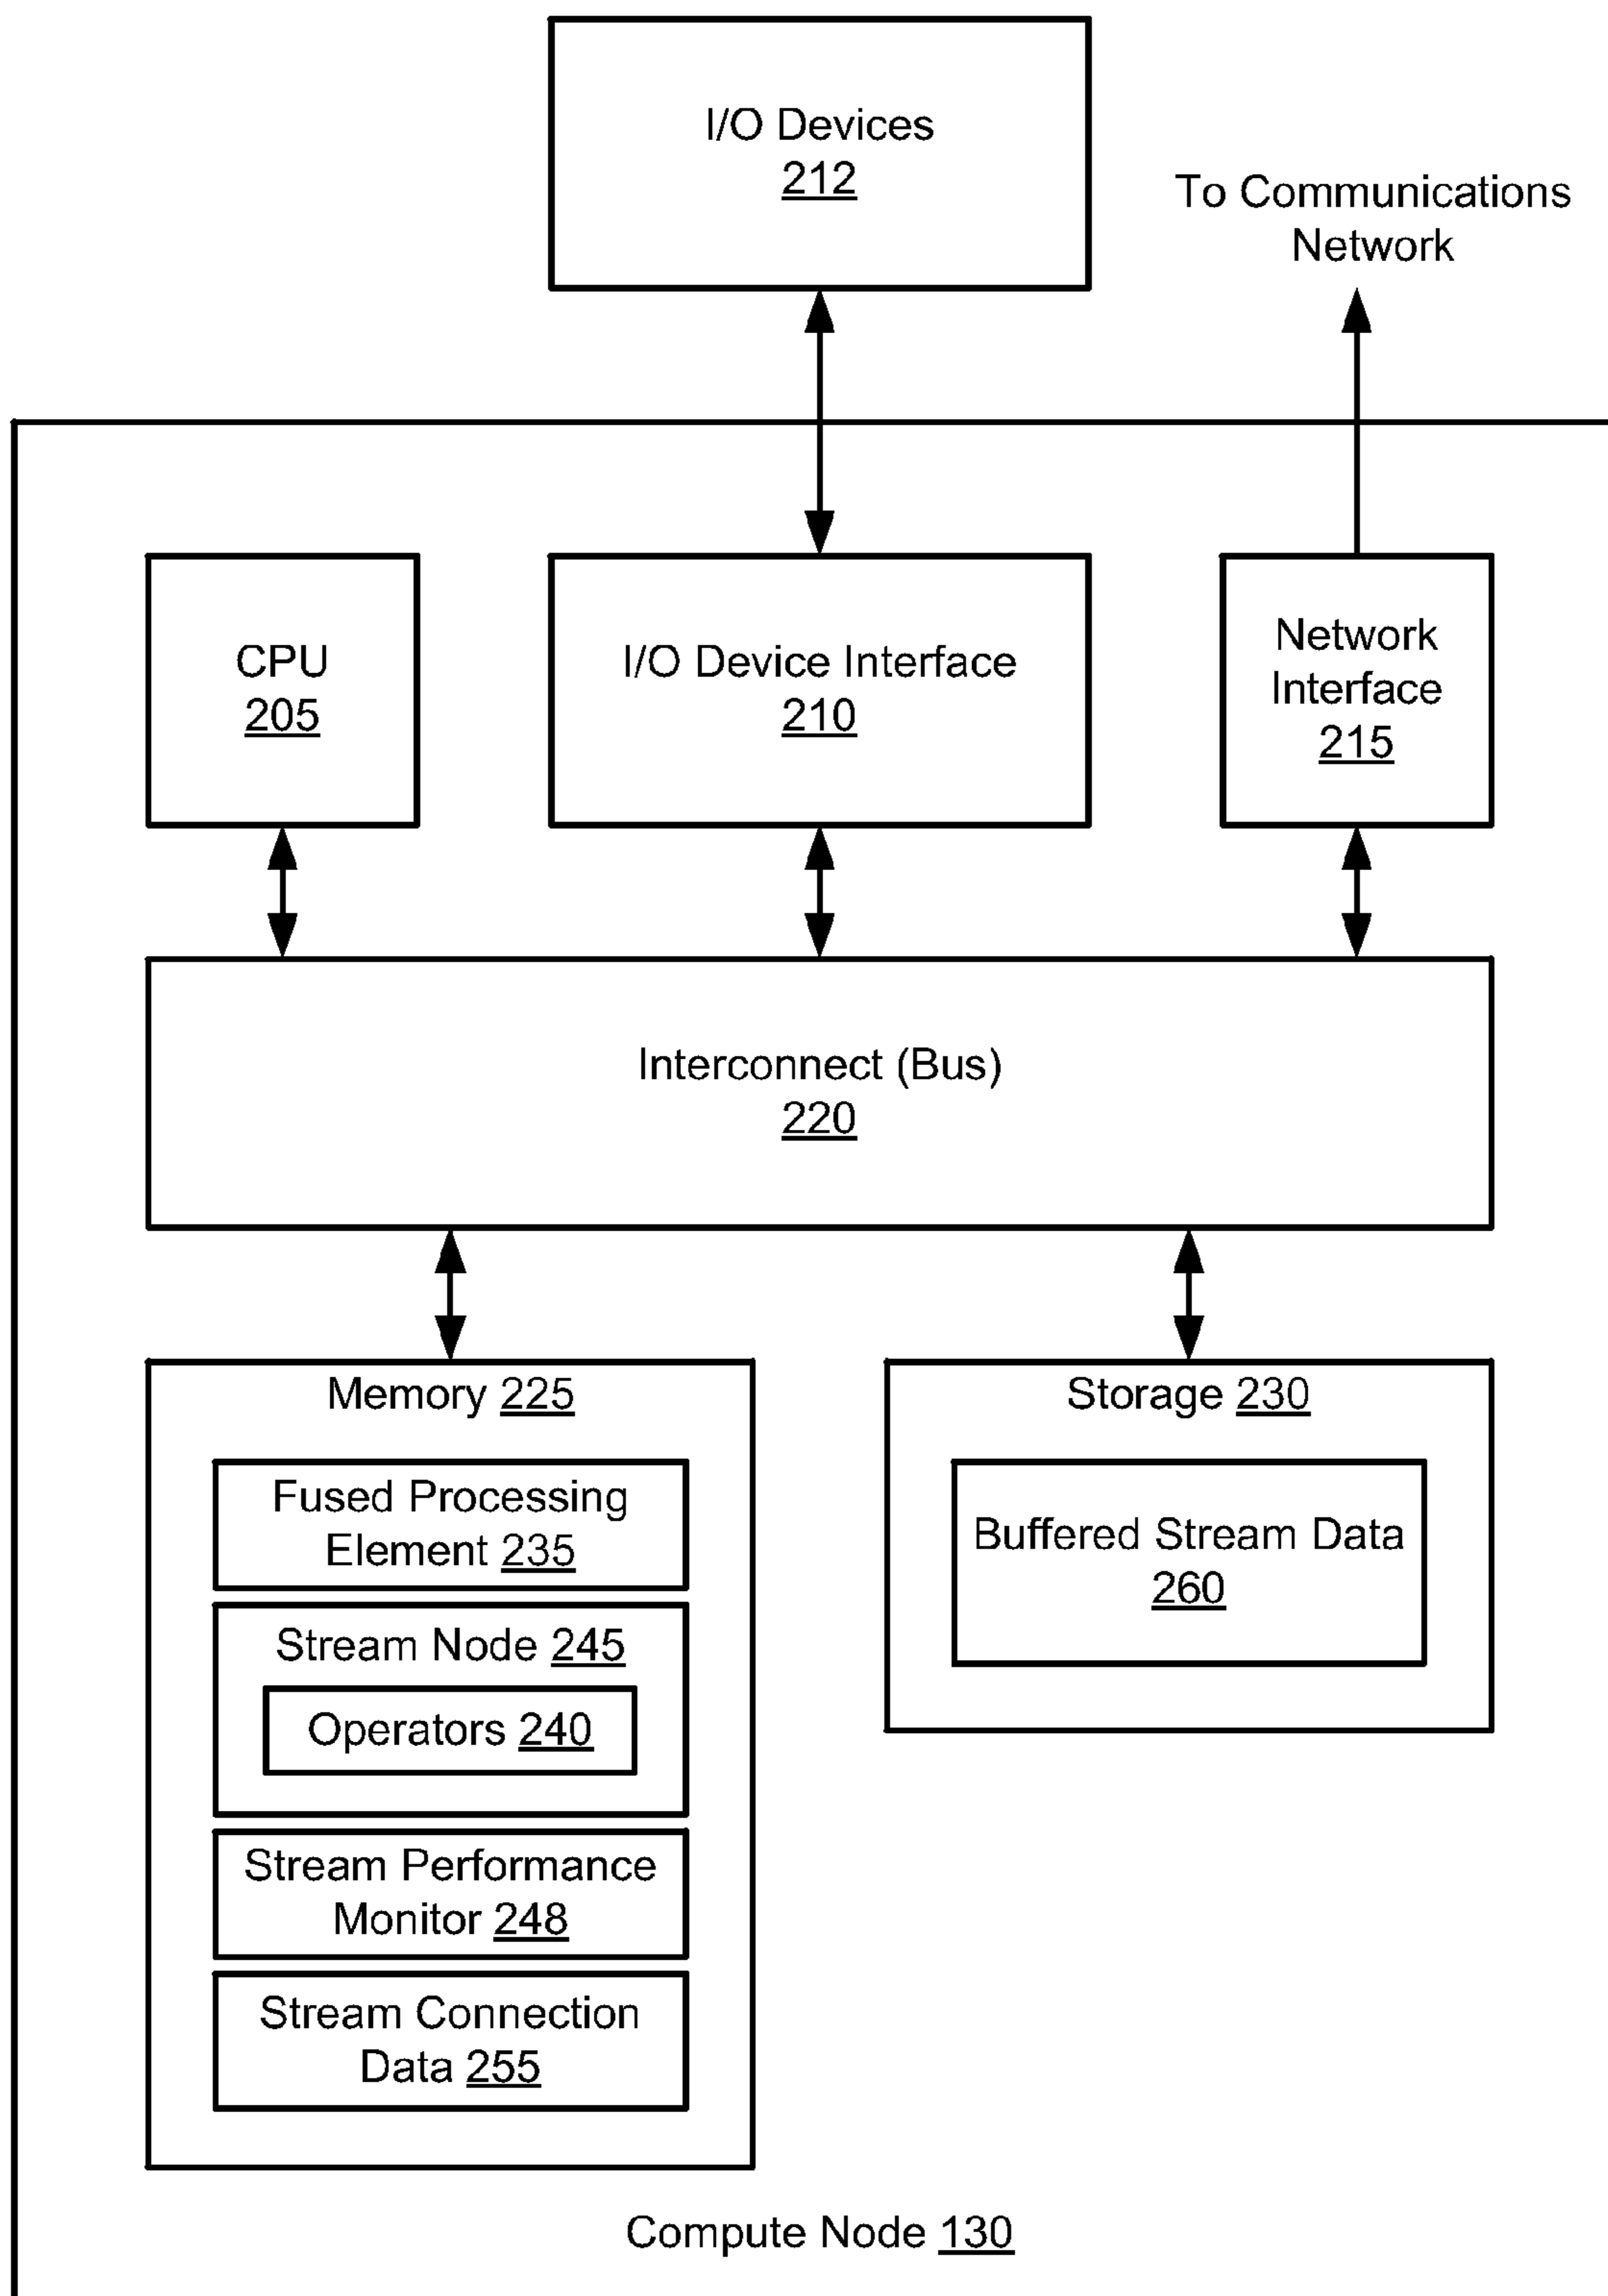 I/O Devices
212
To Communications
Network
CPU
205
I/O Device Interface
210
Network
Interface
215
Interconnect (Bus)
220
Memory 225
Fused Processing
Element 235
Stream Node 245
Operators 240
Stream Performance
Monitor 248
Stream Connection
Data 255
Storage 230
Buffered Stream Data
260
Compute Node 130